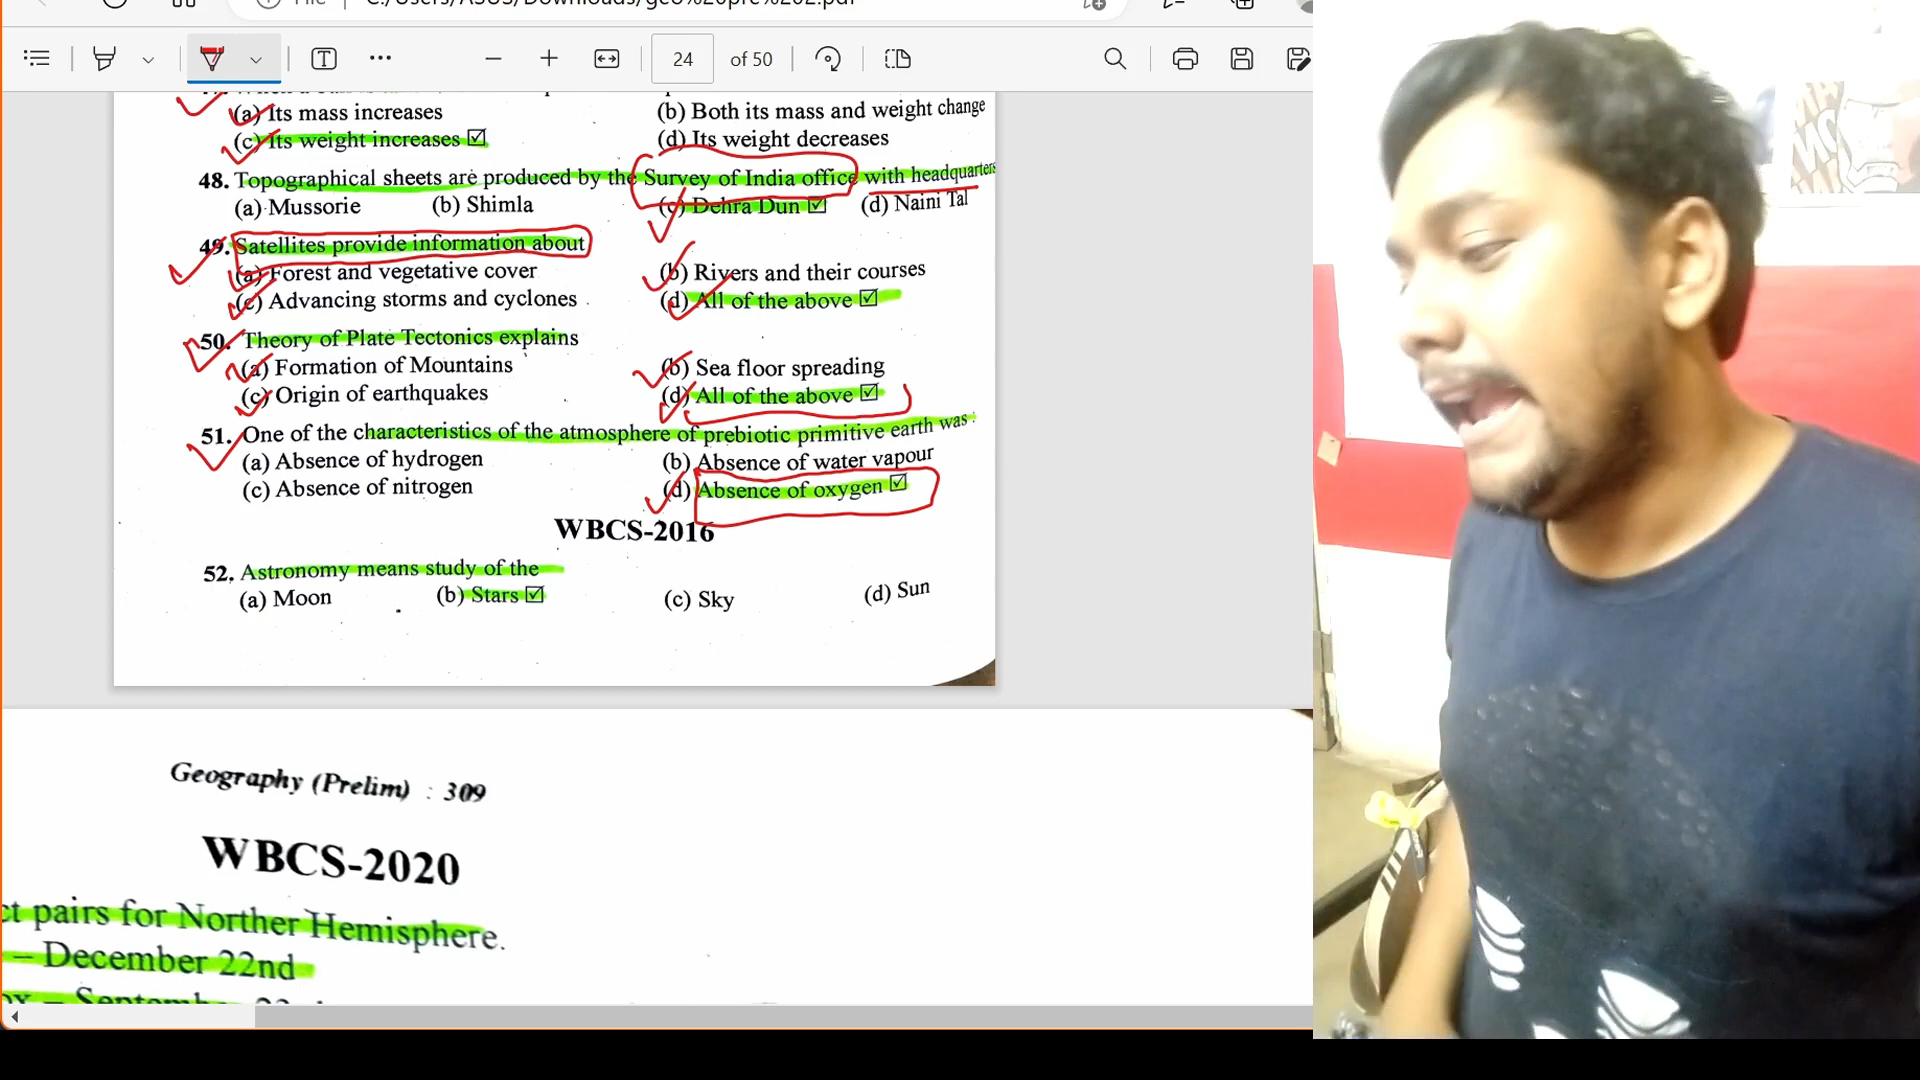 24 of 50
(a) Its mass increases (b) Both its mass and weight change
(c) Its weight increases (d) Its weight decreases
48. Topographical sheets are produced by the Survey of India office with headquarters
(a) Mussorie (b) Shimla (c) Dehra Dun (d) Naini Tal
49. Satellites provide information about
(a) Forest and vegetative cover (b) Rivers and their courses
(c) Advancing storms and cyclones (d) All of the above
50. Theory of Plate Tectonics explains
(a) Formation of Mountains (b) Sea floor spreading
(c) Origin of earthquakes (d) All of the above
51. One of the characteristics of the atmosphere of prebiotic primitive earth was :
(a) Absence of hydrogen (b) Absence of water vapour
(c) Absence of nitrogen (d) Absence of oxygen
WBCS-2016
52. Astronomy means study of the
(a) Moon (b) Stars (c) Sky (d) Sun
Geography (Prelim) : 309
WBCS-2020
ct pairs for Norther Hemisphere.
– December 22nd